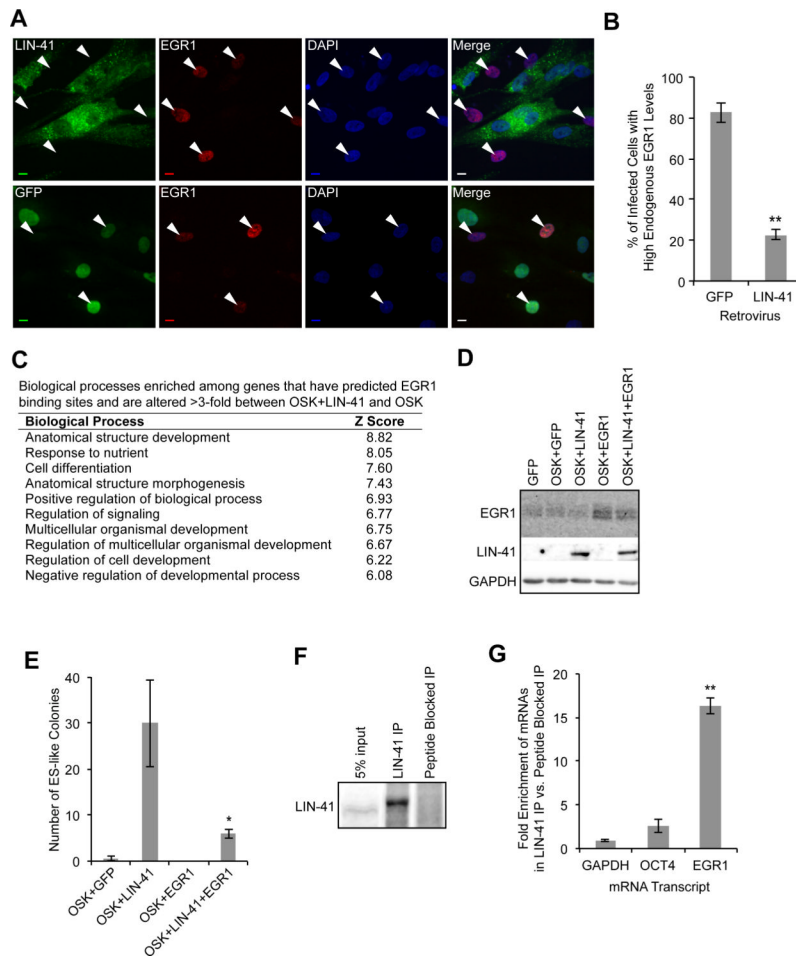 A
LIN-41
EGR1
DAPI
Merge
GFP
EGR1
DAPI
Merge
B
% of Infected Cells with
High Endogenous EGR1 Levels
100
80
60
40
20
0
**
GFP
LIN-41
Retrovirus
C
Biological processes enriched among genes that have predicted EGR1
binding sites and are altered >3-fold between OSK+LIN-41 and OSK
Biological Process Z Score
Anatomical structure development 8.82
Response to nutrient 8.05
Cell differentiation 7.60
Anatomical structure morphogenesis 7.43
Positive regulation of biological process 6.93
Regulation of signaling 6.77
Multicellular organismal development 6.75
Regulation of multicellular organismal development 6.67
Regulation of cell development 6.22
Negative regulation of developmental process 6.08
D
GFP
OSK+GFP
OSK+LIN-41
OSK+EGR1
OSK+LIN-41+EGR1
EGR1
LIN-41
GAPDH
E
Number of ES-like Colonies
40
30
20
10
0
*
OSK+GFP
OSK+LIN-41
OSK+EGR1
OSK+LIN-41+EGR1
F
5% input
LIN-41 IP
Peptide Blocked IP
LIN-41
G
Fold Enrichment of mRNAs
in LIN-41 IP vs. Peptide Blocked IP
20
15
10
5
0
**
GAPDH
OCT4
EGR1
mRNA Transcript